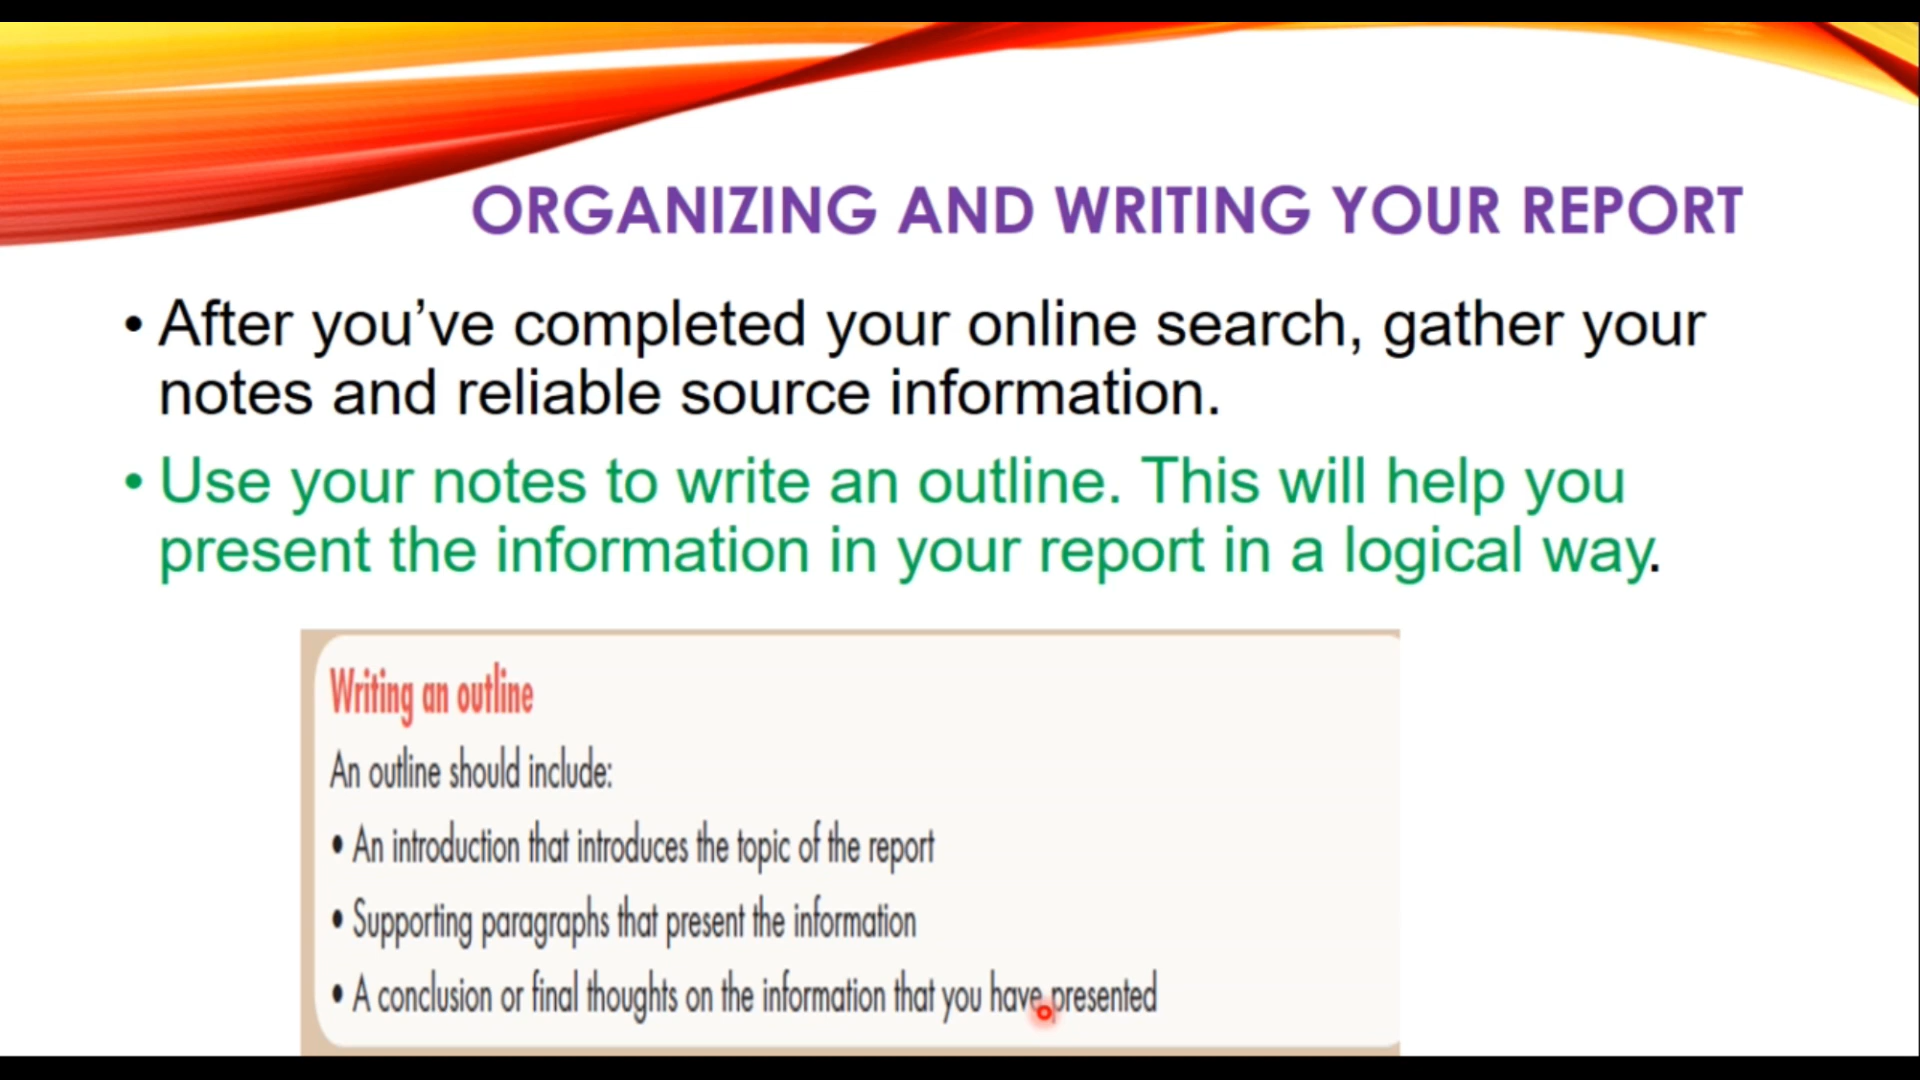 ORGANIZING AND WRITING YOUR REPORT
• After you’ve completed your online search, gather your
notes and reliable source information.
• Use your notes to write an outline. This will help you
present the information in your report in a logical way.
Writing an outline
An outline should include:
• An introduction that introduces the topic of the report
• Supporting paragraphs that present the information
• A conclusion or final thoughts on the information that you have presented